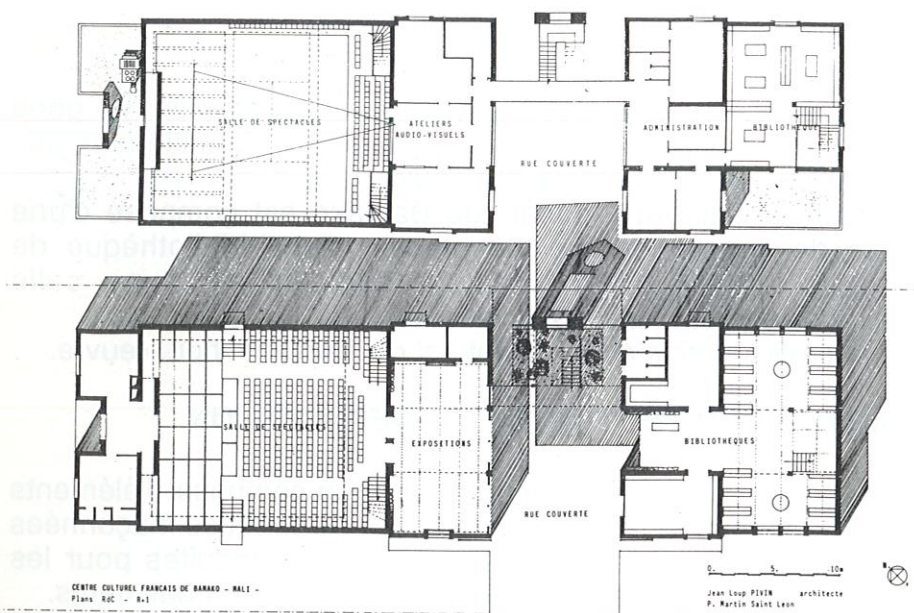 SALLE DE SPECTACLES
ATELIERS
AUDIO-VISUELS
RUE COUVERTE
ADMINISTRATION
BIBLIOTHEQUE
SALLE DE SPECTACLES
EXPOSITIONS
RUE COUVERTE
BIBLIOTHEQUES
CENTRE CULTUREL FRANCAIS DE BAMAKO - MALI -
Plans RdC - R+1
0. 5. 10m
Jean Loup PIVIN architecte
P. Martin Saint Leon
N